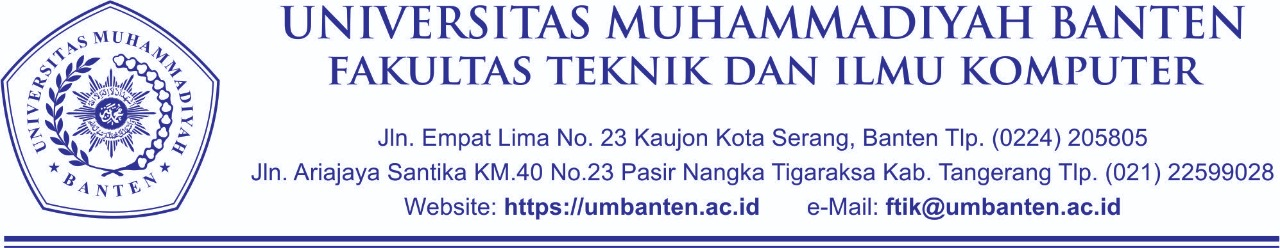 UNIVERSITAS MUHAMMADIYAH BANTEN
FAKULTAS TEKNIK DAN ILMU KOMPUTER
UNIVERSITAS MUHAMMADIYAH
BANTEN
Jln. Empat Lima No. 23 Kaujon Kota Serang, Banten Tlp. (0224) 205805
Jln. Ariajaya Santika KM.40 No.23 Pasir Nangka Tigaraksa Kab. Tangerang Tlp. (021) 22599028
Website: https://umbanten.ac.id e-Mail: ftik@umbanten.ac.id